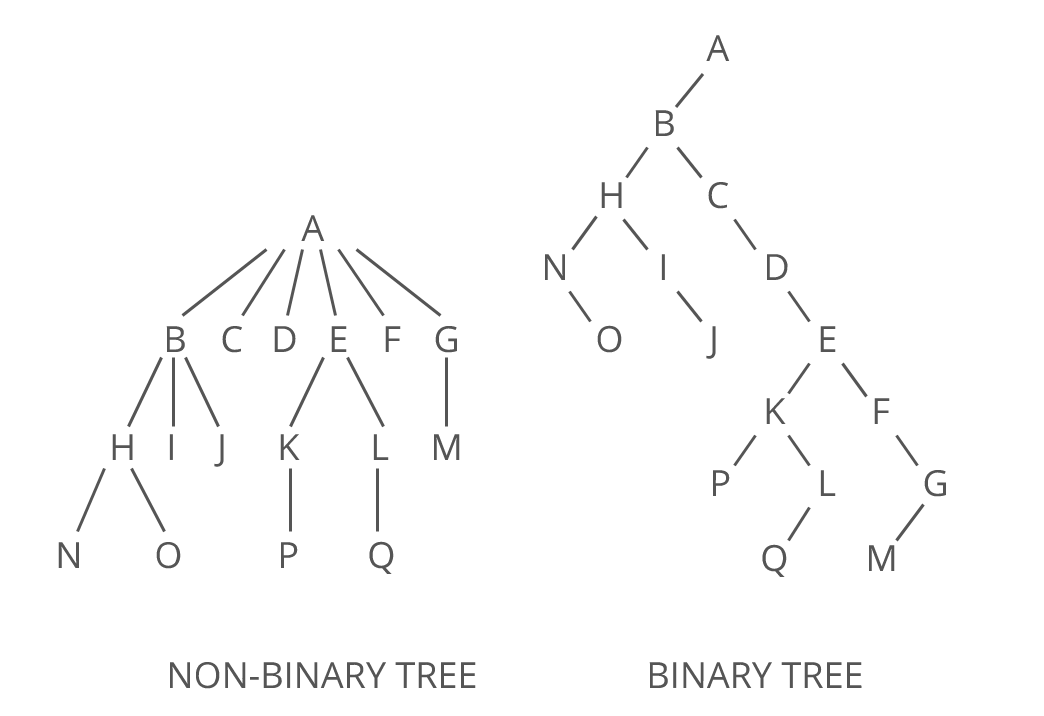 A
B
H C
A N I D
B C D E F G O J E
K F
H I J K L M P L G
N O P Q Q M
NON-BINARY TREE BINARY TREE